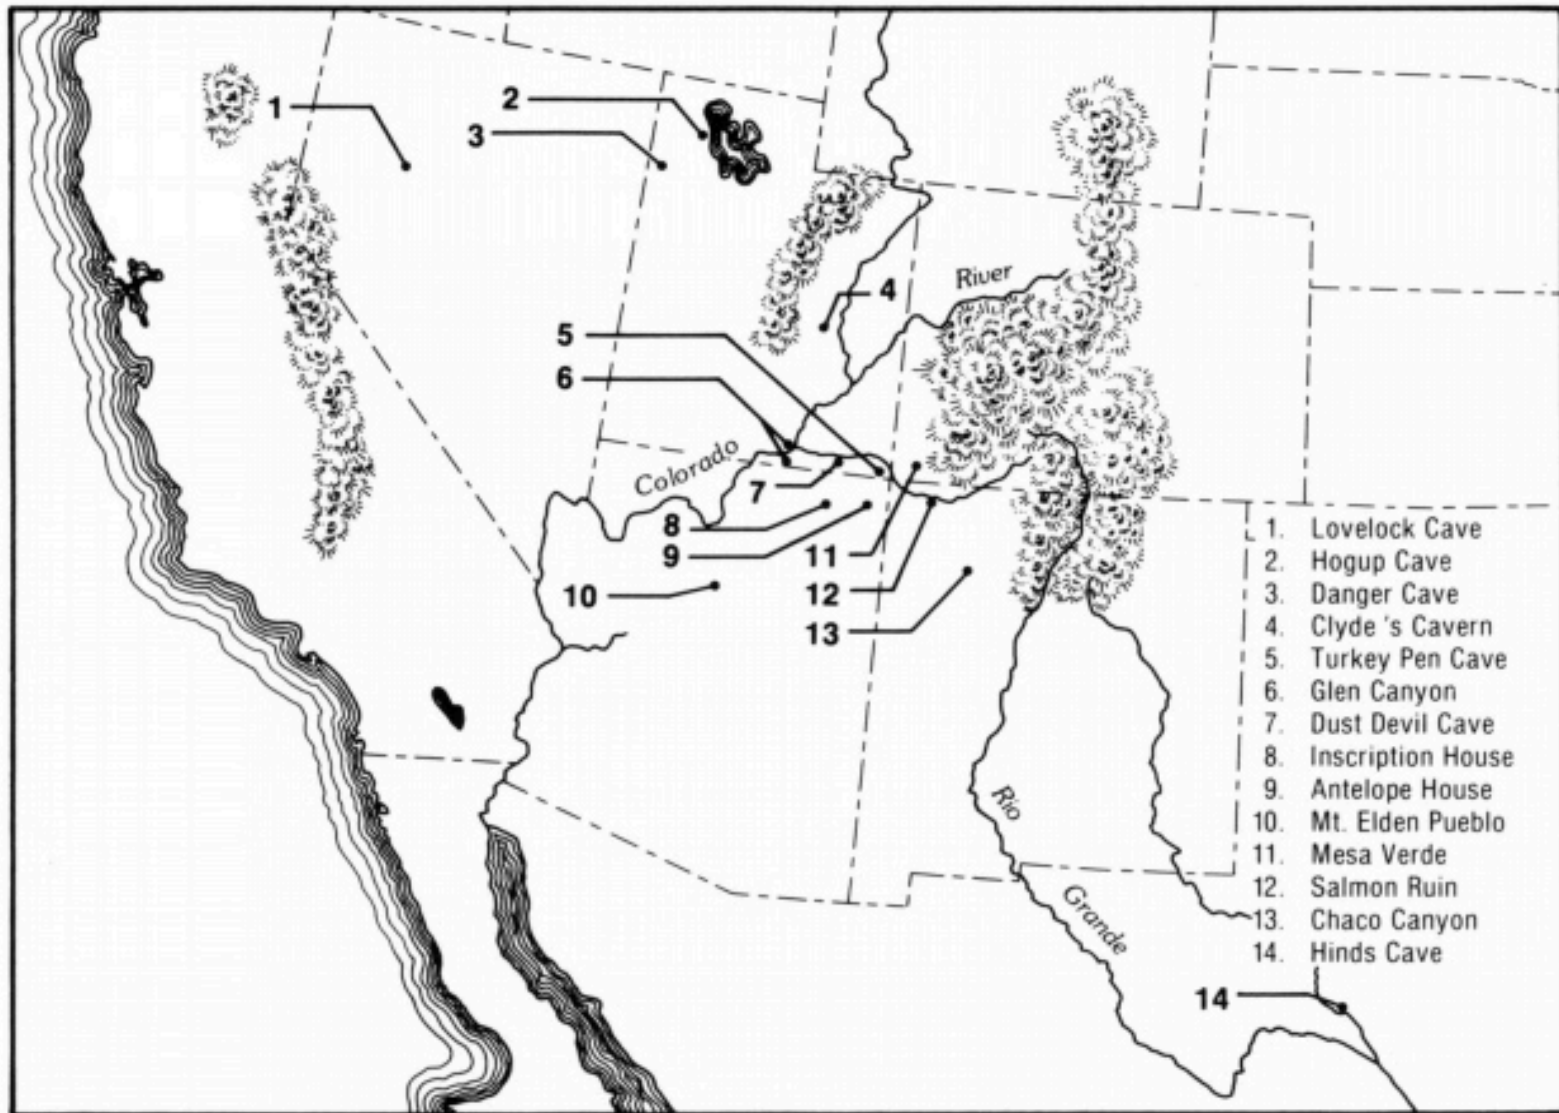 1
2
3
4
River
5
6
Colorado
7
8
9
10
11
12
13
Rio
Grande
14
1. Lovelock Cave
2. Hogup Cave
3. Danger Cave
4. Clyde 's Cavern
5. Turkey Pen Cave
6. Glen Canyon
7. Dust Devil Cave
8. Inscription House
9. Antelope House
10. Mt. Elden Pueblo
11. Mesa Verde
12. Salmon Ruin
13. Chaco Canyon
14. Hinds Cave